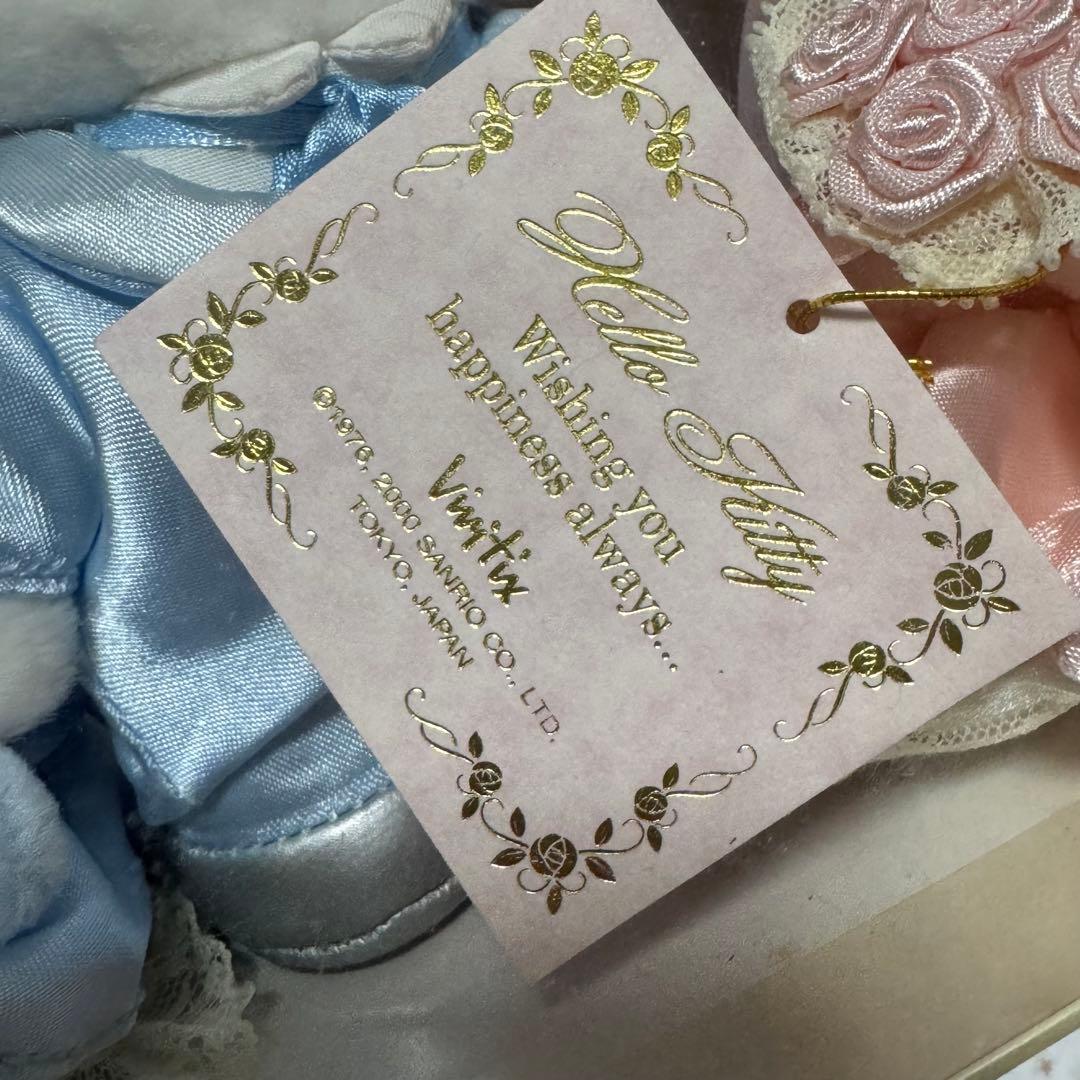 Hello Kitty
Wishing you
happiness always...
Vivitix
©1976, 2000 SANRIO CO., LTD.
TOKYO, JAPAN